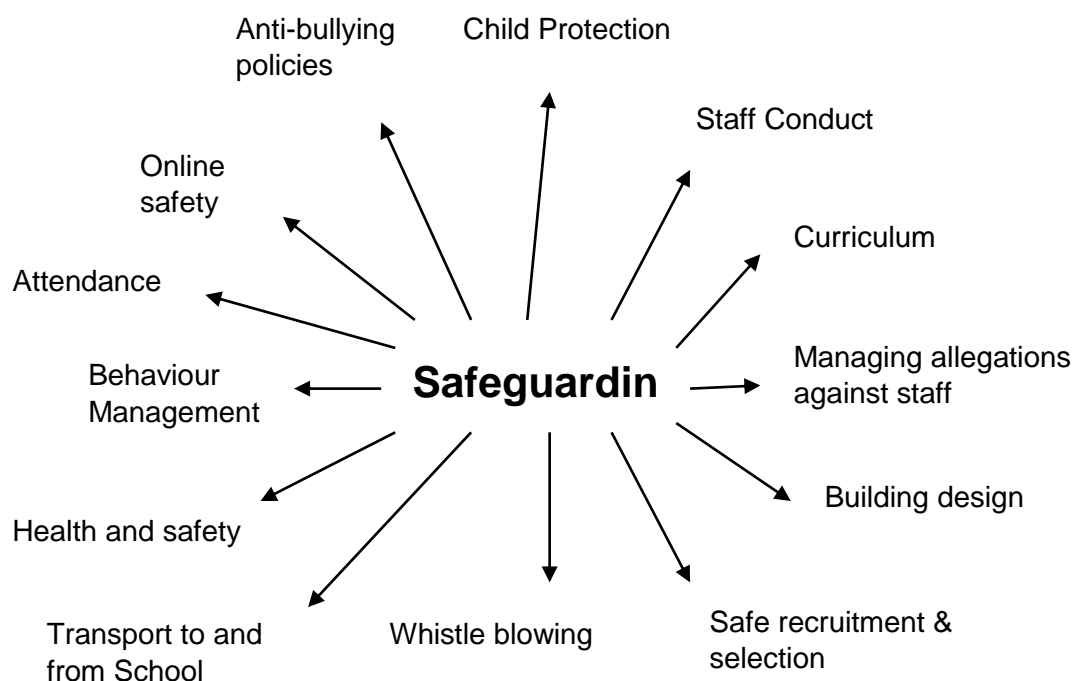 Anti-bullying
policies
Child Protection
Staff Conduct
Online
safety
Curriculum
Attendance
Managing allegations
against staff
Behaviour
Management
Safeguardin
Building design
Health and safety
Transport to and
from School
Whistle blowing
Safe recruitment &
selection